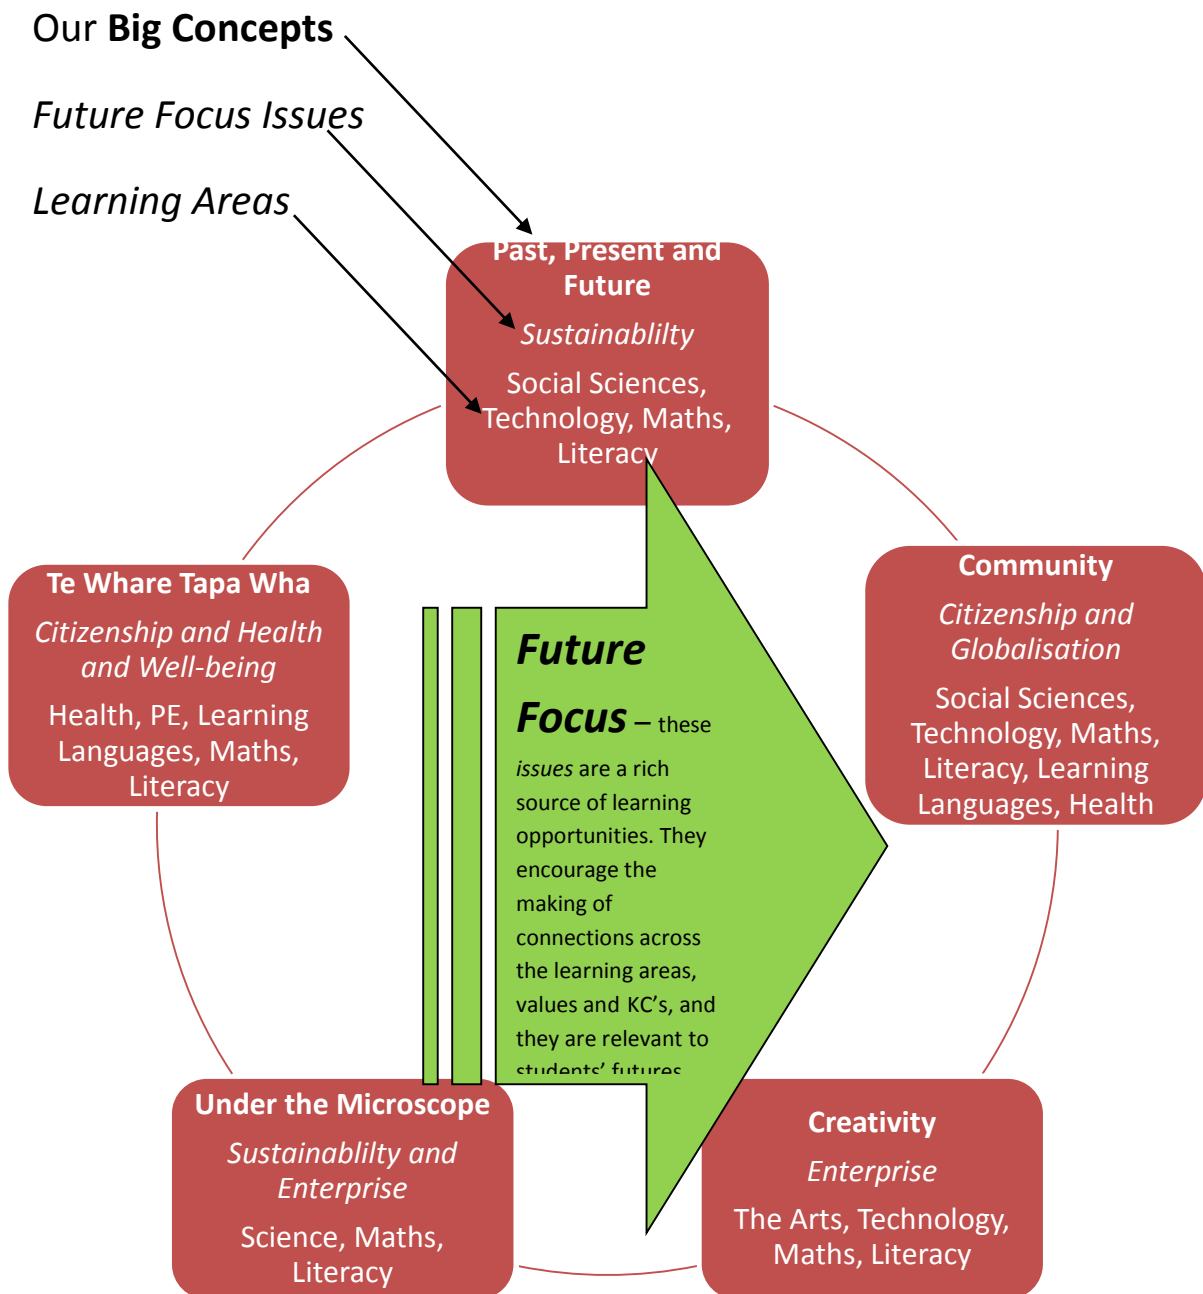 Our Big Concepts
Future Focus Issues
Learning Areas
Past, Present and
Future
Sustainablilty
Social Sciences,
Technology, Maths,
Literacy
Te Whare Tapa Wha
Citizenship and Health
and Well-being
Health, PE, Learning
Languages, Maths,
Literacy
Community
Citizenship and
Globalisation
Social Sciences,
Technology, Maths,
Literacy, Learning
Languages, Health
Future
Focus – these
issues are a rich
source of learning
opportunities. They
encourage the
making of
connections across
the learning areas,
values and KC’s, and
they are relevant to
students’ futures
Under the Microscope
Sustainablilty and
Enterprise
Science, Maths,
Literacy
Creativity
Enterprise
The Arts, Technology,
Maths, Literacy